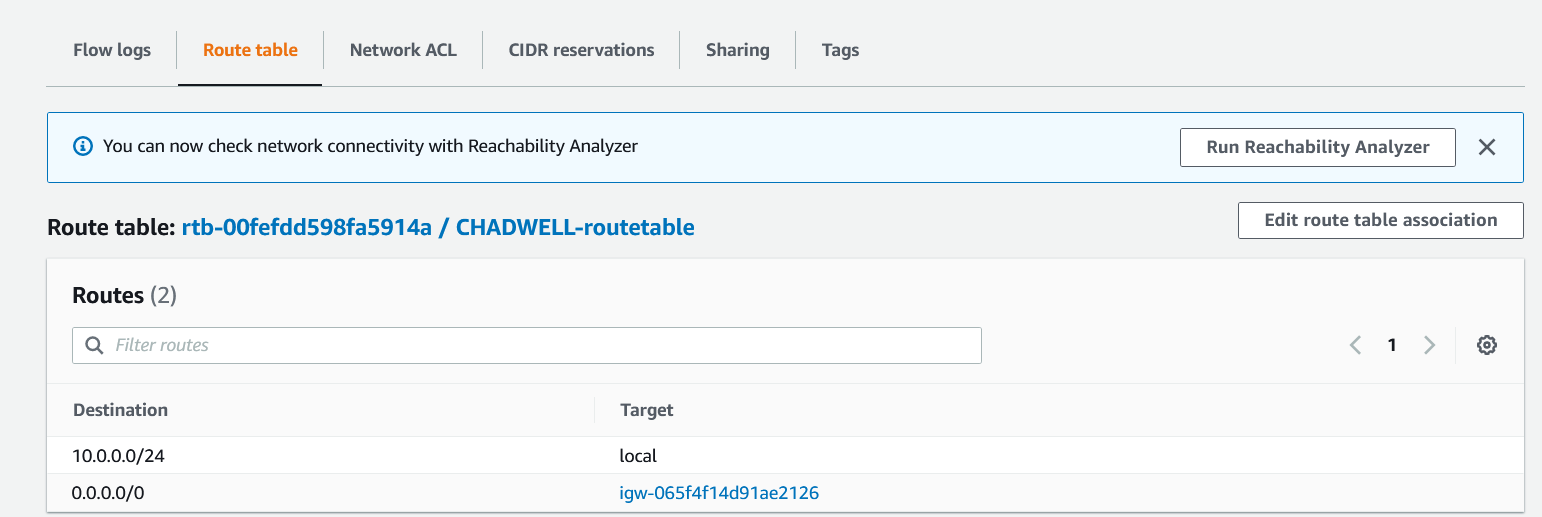 Flow logs Route table Network ACL CIDR reservations Sharing Tags
You can now check network connectivity with Reachability Analyzer Run Reachability Analyzer
Route table: rtb-00fefdd598fa5914a / CHADWELL-routetable Edit route table association
Routes (2)
Filter routes 1
Destination Target
10.0.0.0/24 local
0.0.0.0/0 igw-065f4f14d91ae2126